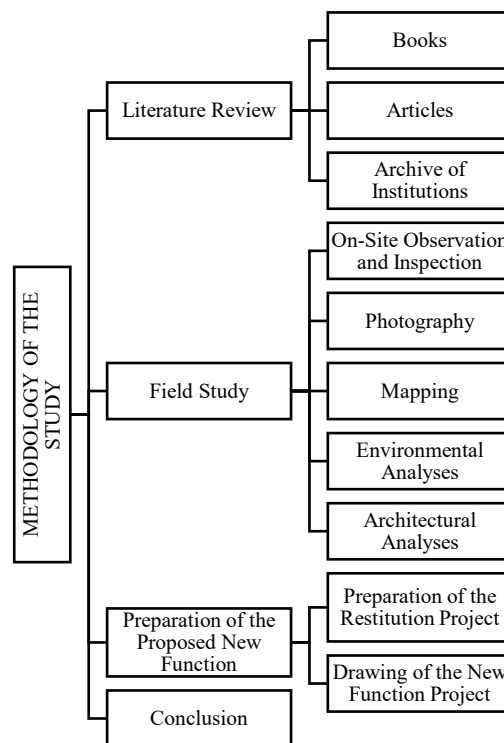 METHODOLOGY OF THE
STUDY
Literature Review
Books
Articles
Archive of
Institutions
Field Study
On-Site Observation
and Inspection
Photography
Mapping
Environmental
Analyses
Architectural
Analyses
Preparation of the
Proposed New
Function
Preparation of the
Restitution Project
Drawing of the New
Function Project
Conclusion